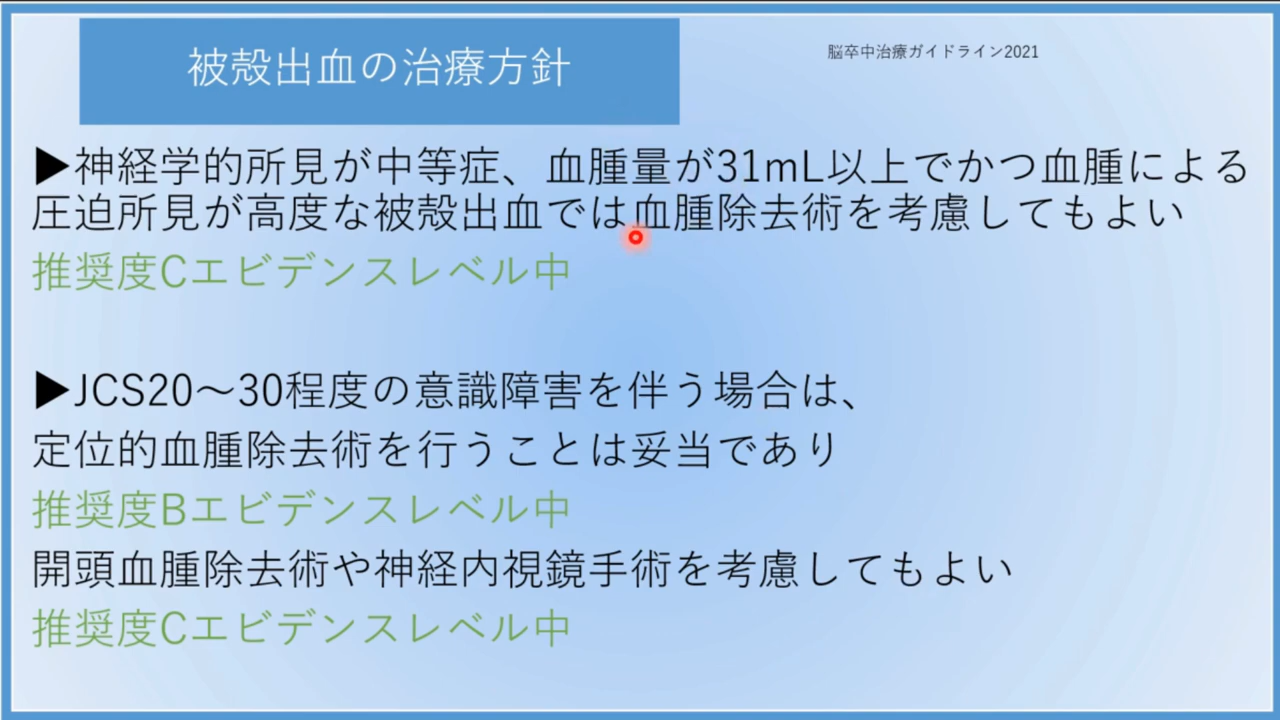 被殻出血の治療方針
脳卒中治療ガイドライン2021
▶神経学的所見が中等症、血腫量が31mL以上でかつ血腫による
圧迫所見が高度な被殻出血では血腫除去術を考慮してもよい
推奨度Cエビデンスレベル中
▶JCS20～30程度の意識障害を伴う場合は、
定位的血腫除去術を行うことは妥当であり
推奨度Bエビデンスレベル中
開頭血腫除去術や神経内視鏡手術を考慮してもよい
推奨度Cエビデンスレベル中